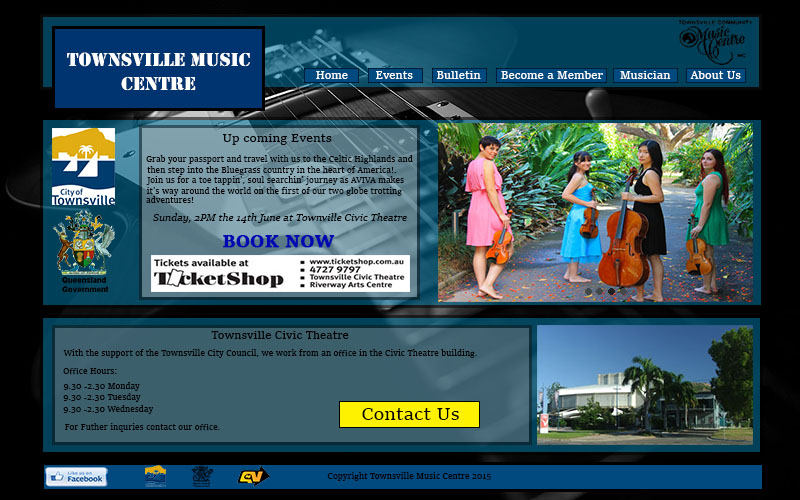 TOWNSVILLE COMMUNITY
Music
Centre
INC
TOWNSVILLE MUSIC
CENTRE
Home
Events
Bulletin
Become a Member
Musician
About Us
City of
Townsville
Queensland
Government
Up coming Events
Grab your passport and travel with us to the Celtic Highlands and
then step into the Bluegrass country in the heart of America!.
Join us for a toe tappin', soul searchin' journey as AVIVA makes
it's way around the world on the first of our two globe trotting
adventures!
Sunday, 2PM the 14th June at Townville Civic Theatre
BOOK NOW
Tickets available at
TicketShop
www.ticketshop.com.au
4727 9797
Townsville Civic Theatre
Riverway Arts Centre
Townsville Civic Theatre
With the support of the Townsville City Council, we work from an office in the Civic Theatre building.
Office Hours:
9.30 -2.30 Monday
9.30 -2.30 Tuesday
9.30 -2.30 Wednesday
For Futher inquries contact our office.
Contact Us
Like us on
Facebook
Copyright Townsville Music Centre 2015